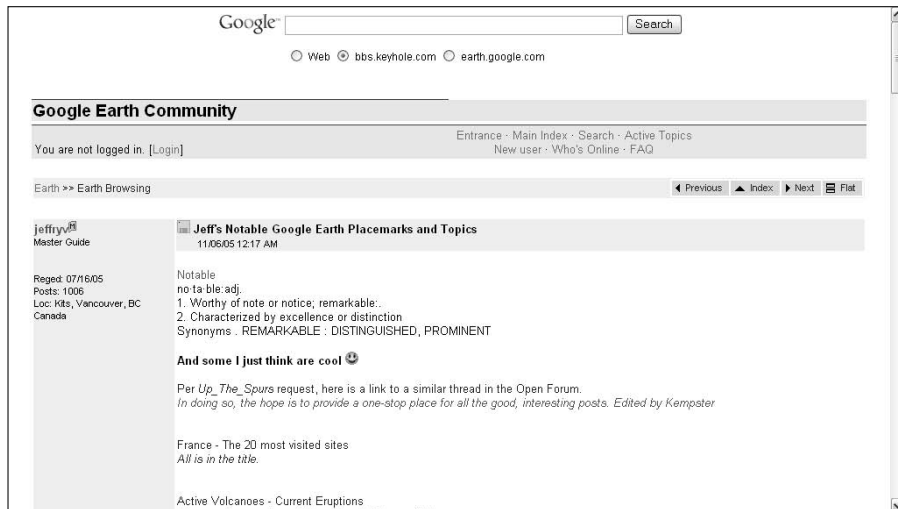 Google™ Search
Web bbs.keyhole.com earth.google.com
Google Earth Community
Entrance · Main Index · Search · Active Topics
You are not logged in. [Login]
New user · Who's Online · FAQ
Earth >> Earth Browsing
Previous Index Next Flat
jeffryv
Master Guide
Reged: 07/16/05
Posts: 1006
Loc: Kits, Vancouver, BC
Canada
Jeff's Notable Google Earth Placemarks and Topics
11/06/05 12:17 AM
Notable
no·ta·ble:adj.
1. Worthy of note or notice; remarkable:.
2. Characterized by excellence or distinction
Synonyms . REMARKABLE : DISTINGUISHED, PROMINENT
And some I just think are cool
Per Up_The_Spurs request, here is a link to a similar thread in the Open Forum.
In doing so, the hope is to provide a one-stop place for all the good, interesting posts. Edited by Kempster
France - The 20 most visited sites
All is in the title.
Active Volcanoes - Current Eruptions